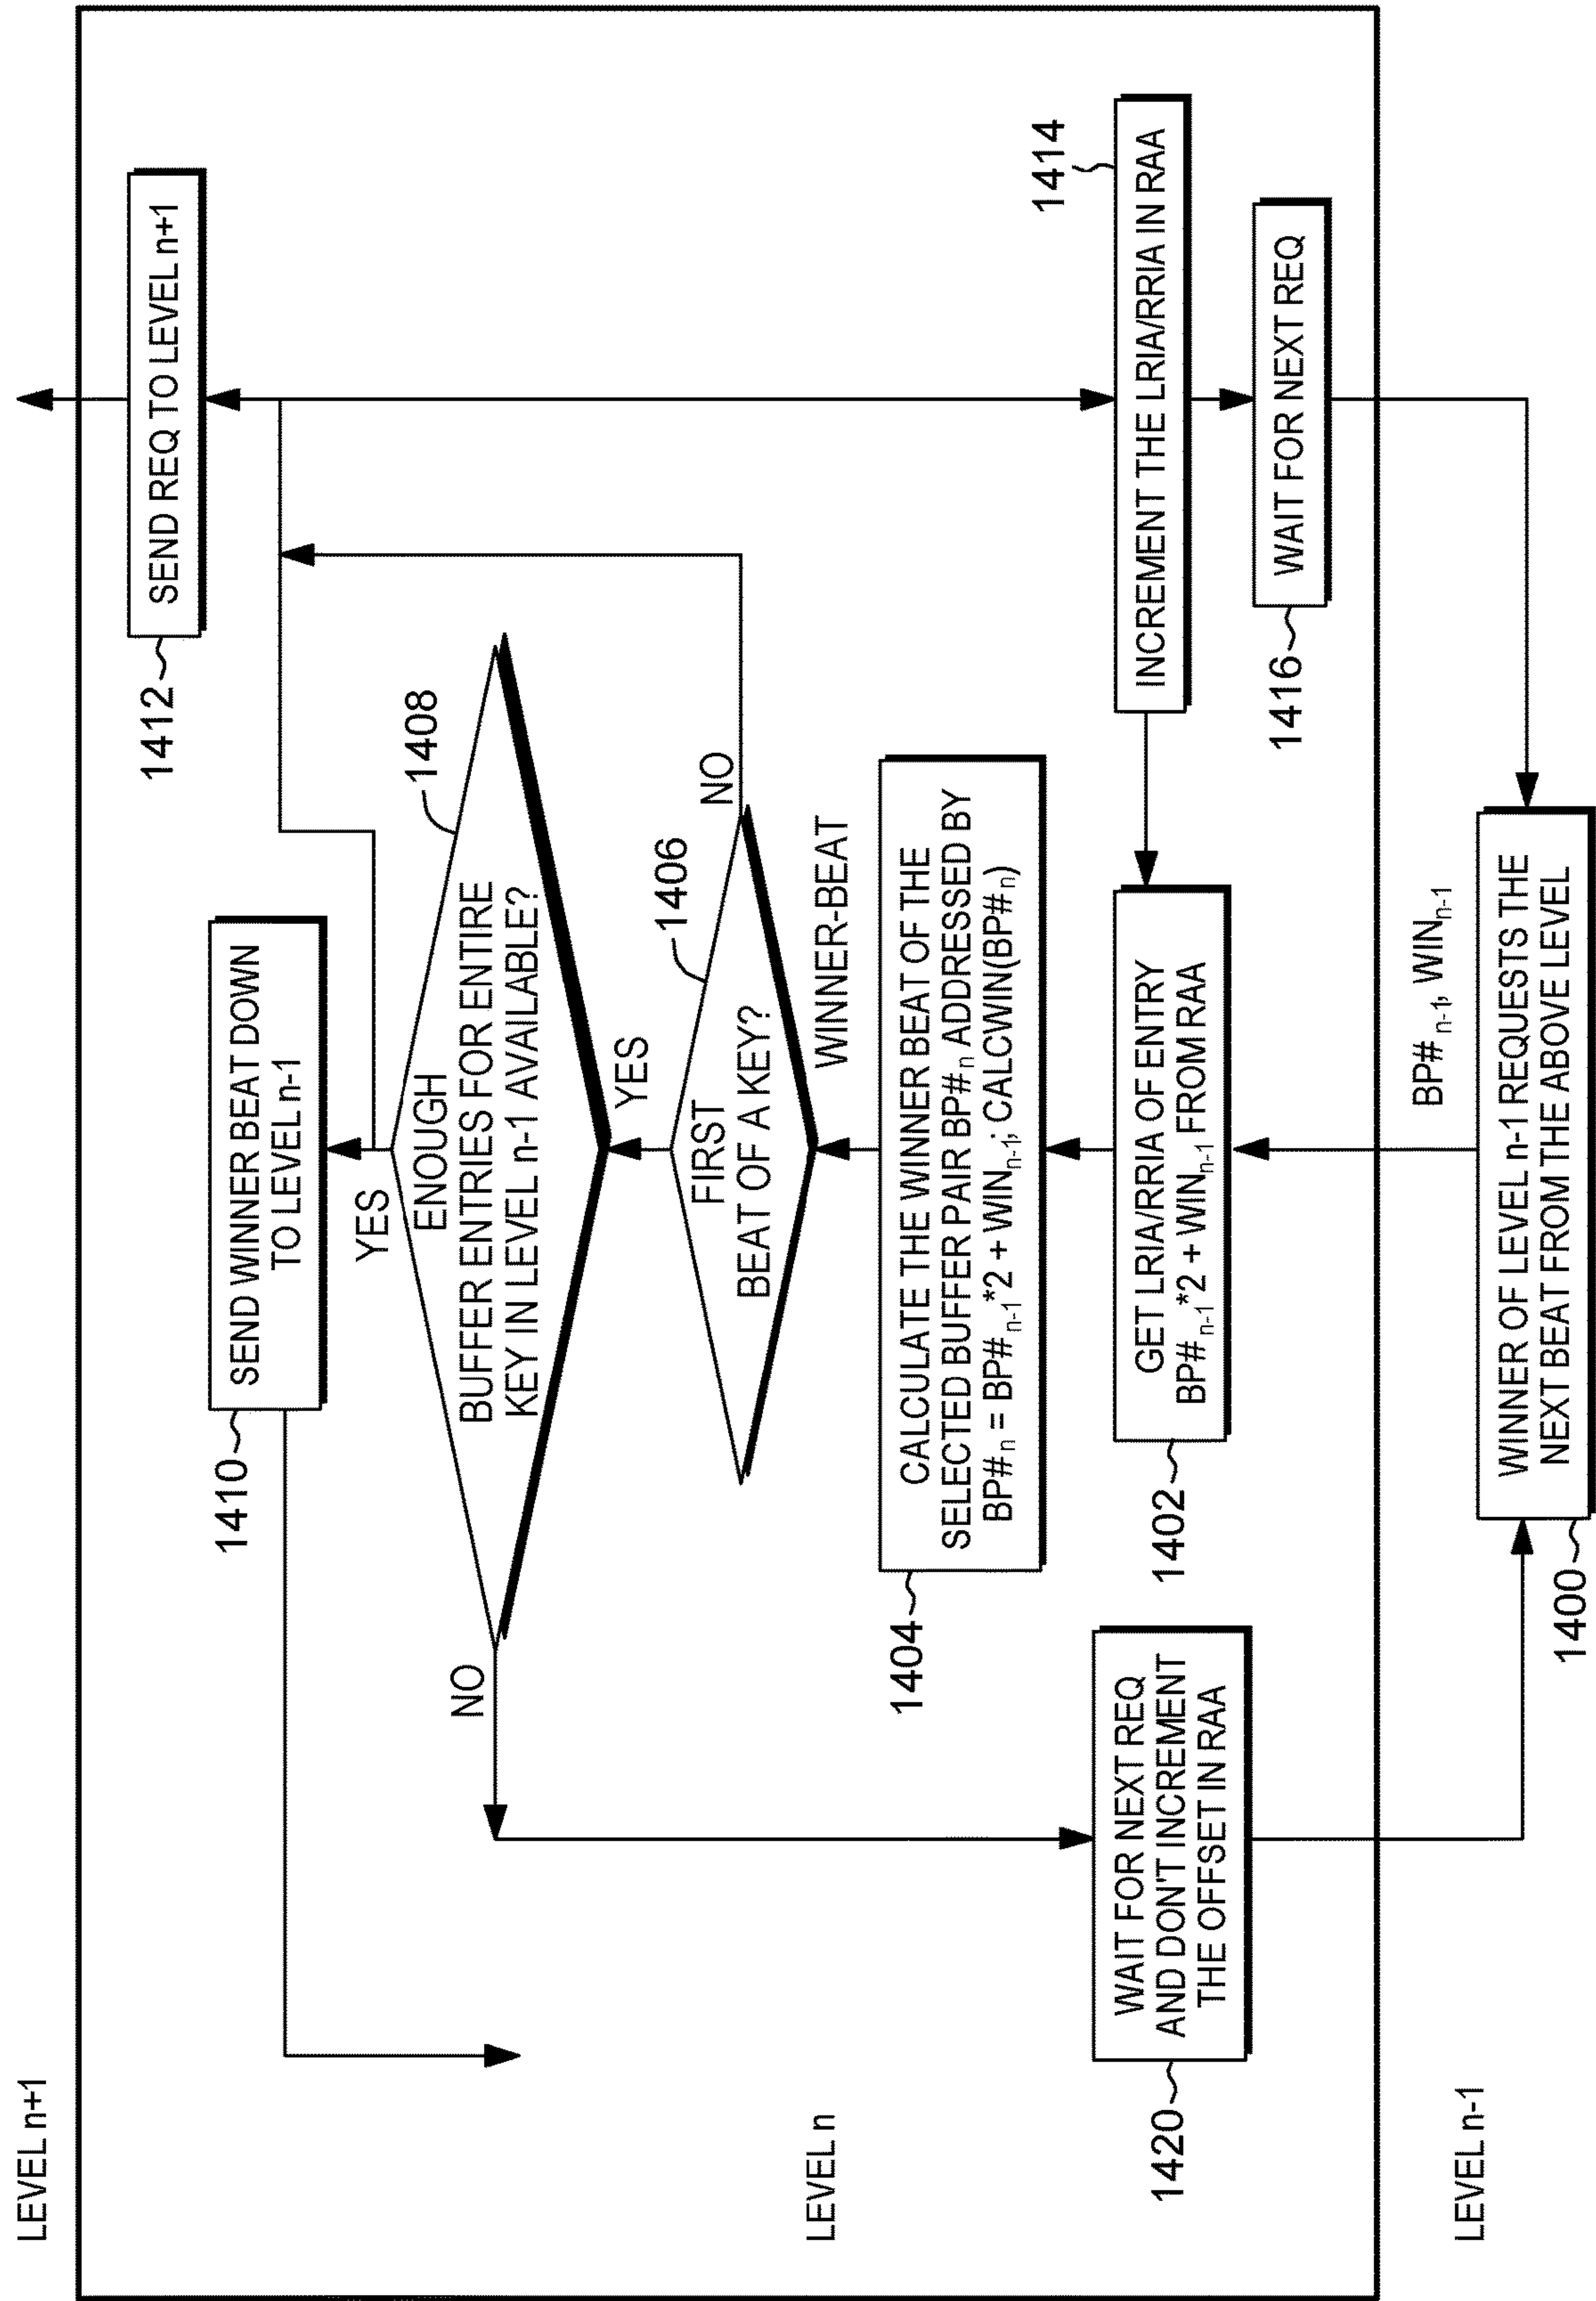 LEVEL n+1
1412
SEND REQ TO LEVEL n+1
1410
SEND WINNER BEAT DOWN
TO LEVEL n-1
YES
1408
ENOUGH
BUFFER ENTRIES FOR ENTIRE
KEY IN LEVEL n-1 AVAILABLE?
NO
YES
1406
FIRST
BEAT OF A KEY?
NO
WINNER-BEAT
LEVEL n
1404
CALCULATE THE WINNER BEAT OF THE
SELECTED BUFFER PAIR BP#n ADDRESSED BY
BP#n = BP#n-1*2 + WINn-1; CALCWIN(BP#n)
1420
WAIT FOR NEXT REQ
AND DON'T INCREMENT
THE OFFSET IN RAA
1402
GET LRIA/RRIA OF ENTRY
BP#n-1*2 + WINn-1 FROM RAA
1414
INCREMENT THE LRIA/RRIA IN RAA
1416
WAIT FOR NEXT REQ
BP#n-1, WINn-1
LEVEL n-1
1400
WINNER OF LEVEL n-1 REQUESTS THE
NEXT BEAT FROM THE ABOVE LEVEL